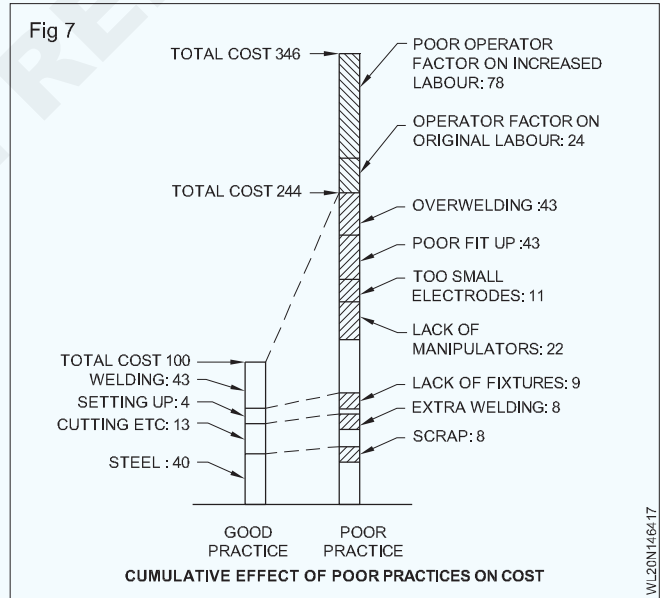 Fig 7
TOTAL COST 346
POOR OPERATOR
FACTOR ON INCREASED
LABOUR: 78
OPERATOR FACTOR ON
ORIGINAL LABOUR: 24
TOTAL COST 244
OVERWELDING :43
POOR FIT UP: 43
TOO SMALL
ELECTRODES: 11
LACK OF
MANIPULATORS: 22
TOTAL COST 100
WELDING: 43
SETTING UP: 4
CUTTING ETC: 13
STEEL : 40
LACK OF FIXTURES: 9
EXTRA WELDING: 8
SCRAP: 8
GOOD
PRACTICE
POOR
PRACTICE
CUMULATIVE EFFECT OF POOR PRACTICES ON COST
WL20N146417